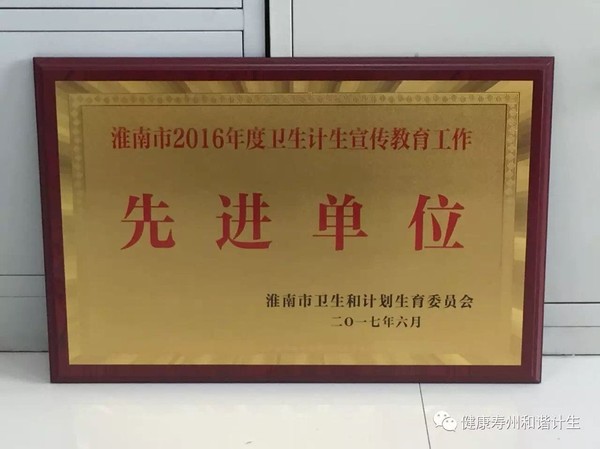 淮南市2016年度卫生计生宣传教育工作
先进单位
淮南市卫生和计划生育委员会
二〇一七年六月
健康寿州和谐计生